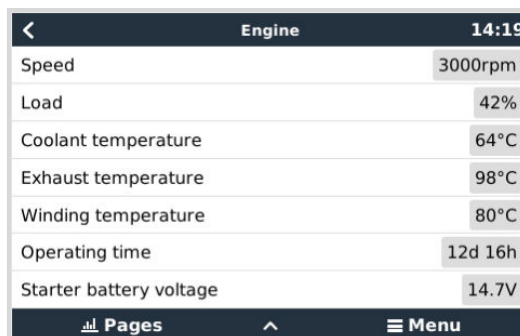 Engine 14:19
Speed 3000rpm
Load 42%
Coolant temperature 64°C
Exhaust temperature 98°C
Winding temperature 80°C
Operating time 12d 16h
Starter battery voltage 14.7V
Pages Menu